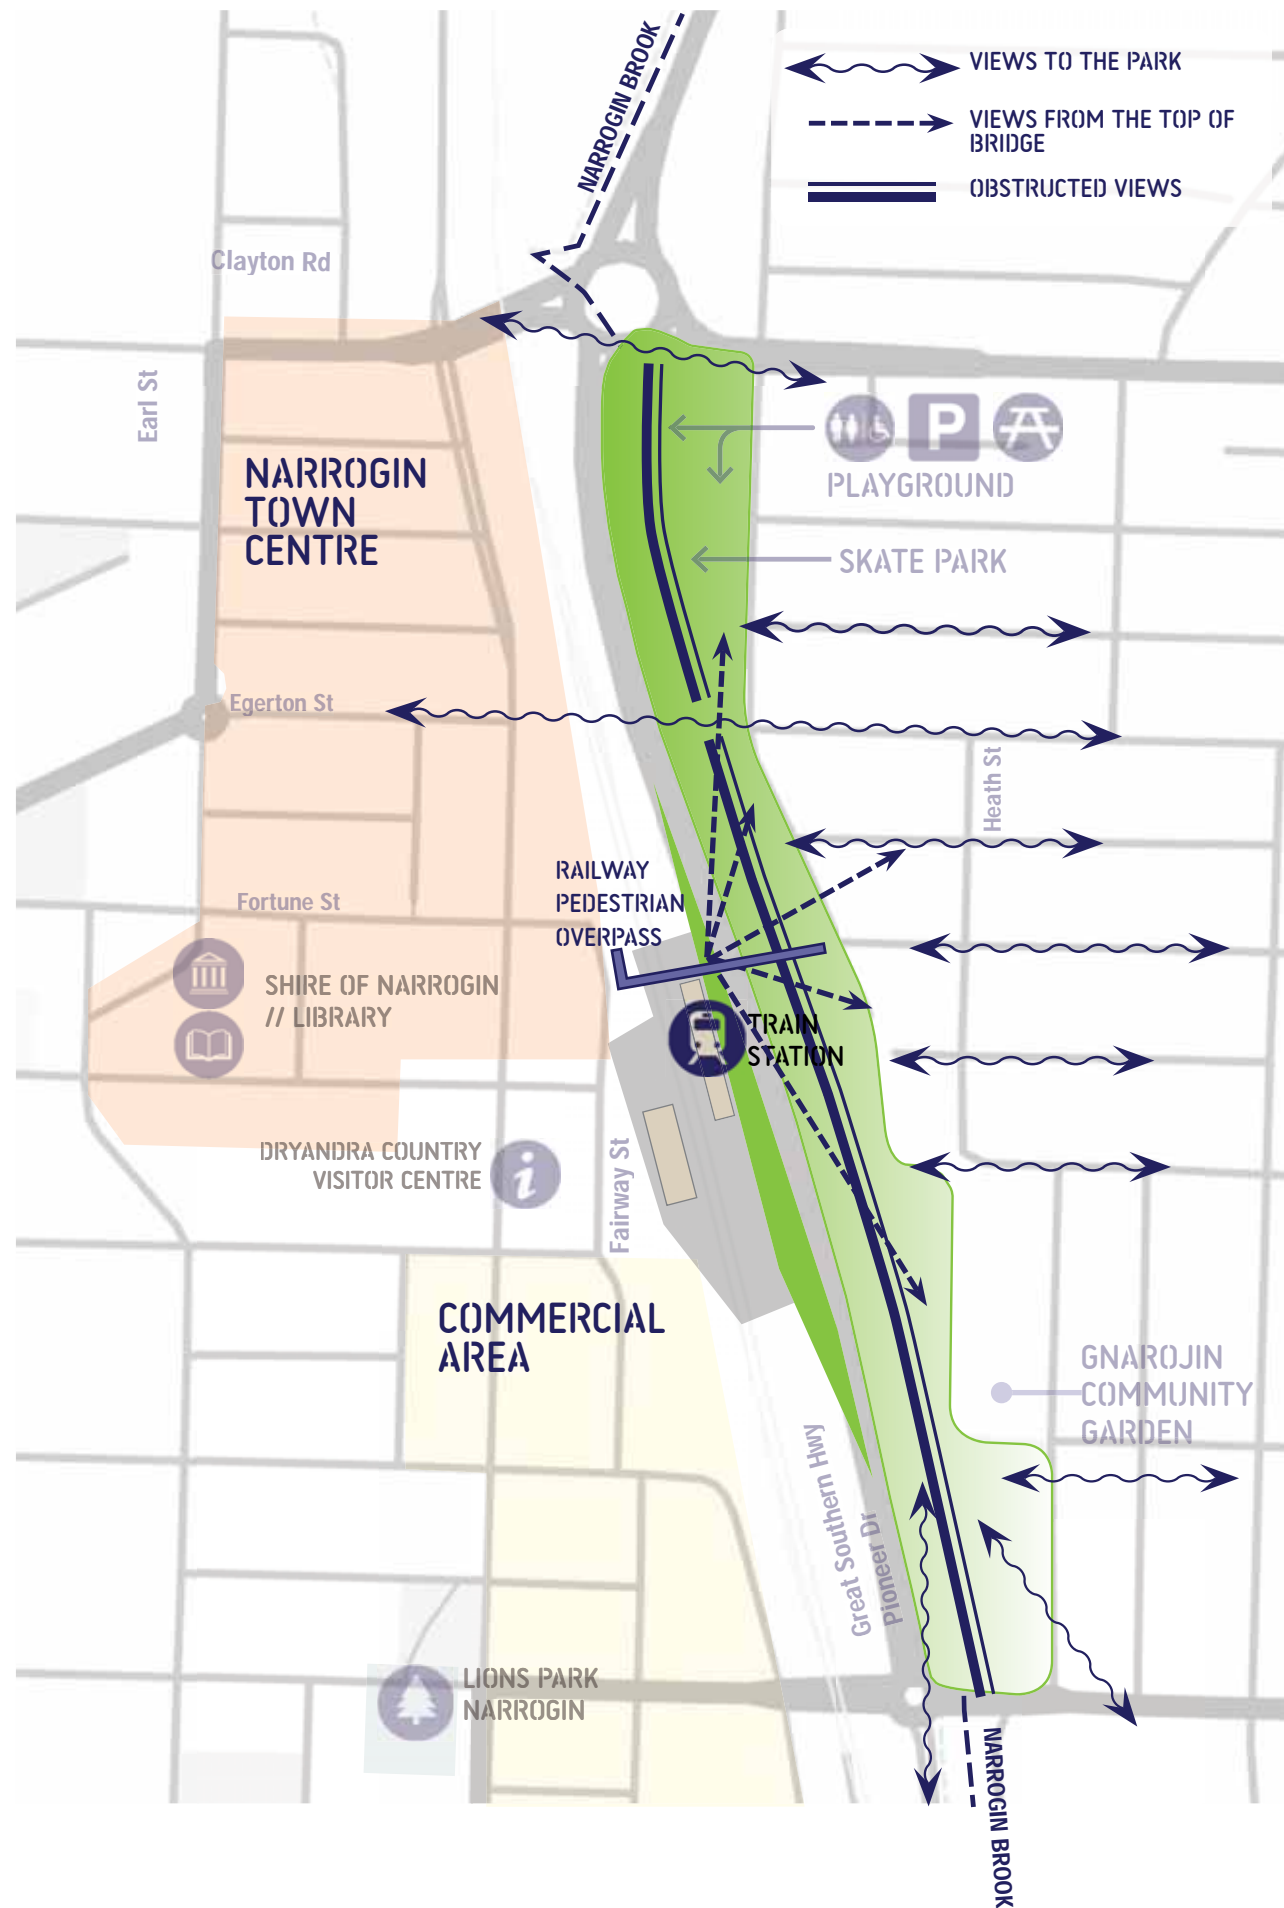 NARROGIN BROOK
VIEWS TO THE PARK
VIEWS FROM THE TOP OF
BRIDGE
OBSTRUCTED VIEWS
Clayton Rd
Earl St
P
PLAYGROUND
NARROGIN
TOWN
CENTRE
SKATE PARK
Egerton St
Heath St
RAILWAY
PEDESTRIAN
OVERPASS
Fortune St
SHIRE OF NARROGIN
// LIBRARY
TRAIN
STATION
DRYANDRA COUNTRY
VISITOR CENTRE
i
Fairway St
COMMERCIAL
AREA
GNAROJIN
COMMUNITY
GARDEN
Great Southern Hwy
Pioneer Dr
LIONS PARK
NARROGIN
NARROGIN BROOK